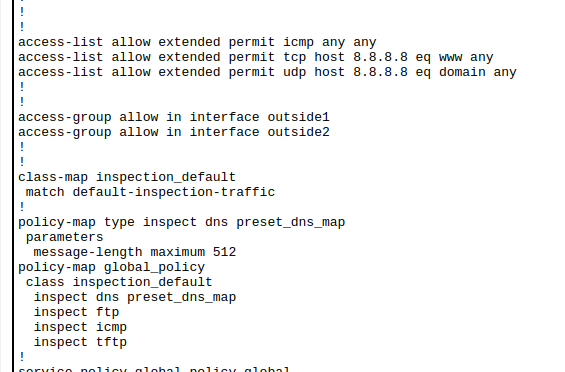 !
!
!
access-list allow extended permit icmp any any
access-list allow extended permit tcp host 8.8.8.8 eq www any
access-list allow extended permit udp host 8.8.8.8 eq domain any
!
!
access-group allow in interface outside1
access-group allow in interface outside2
!
!
class-map inspection_default
 match default-inspection-traffic
!
policy-map type inspect dns preset_dns_map
 parameters
  message-length maximum 512
policy-map global_policy
 class inspection_default
  inspect dns preset_dns_map
  inspect ftp
  inspect icmp
  inspect tftp
!
service-policy global_policy global